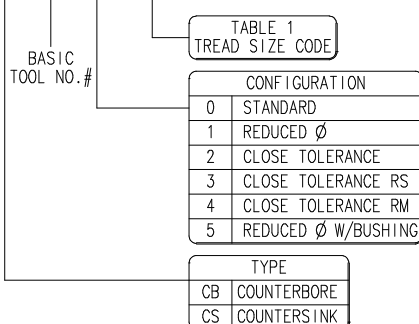 TABLE 1
TREAD SIZE CODE
BASIC
TOOL NO.#
CONFIGURATION
0 STANDARD
1 REDUCED Ø
2 CLOSE TOLERANCE
3 CLOSE TOLERANCE RS
4 CLOSE TOLERANCE RM
5 REDUCED Ø W/BUSHING
TYPE
CB COUNTERBORE
CS COUNTERSINK